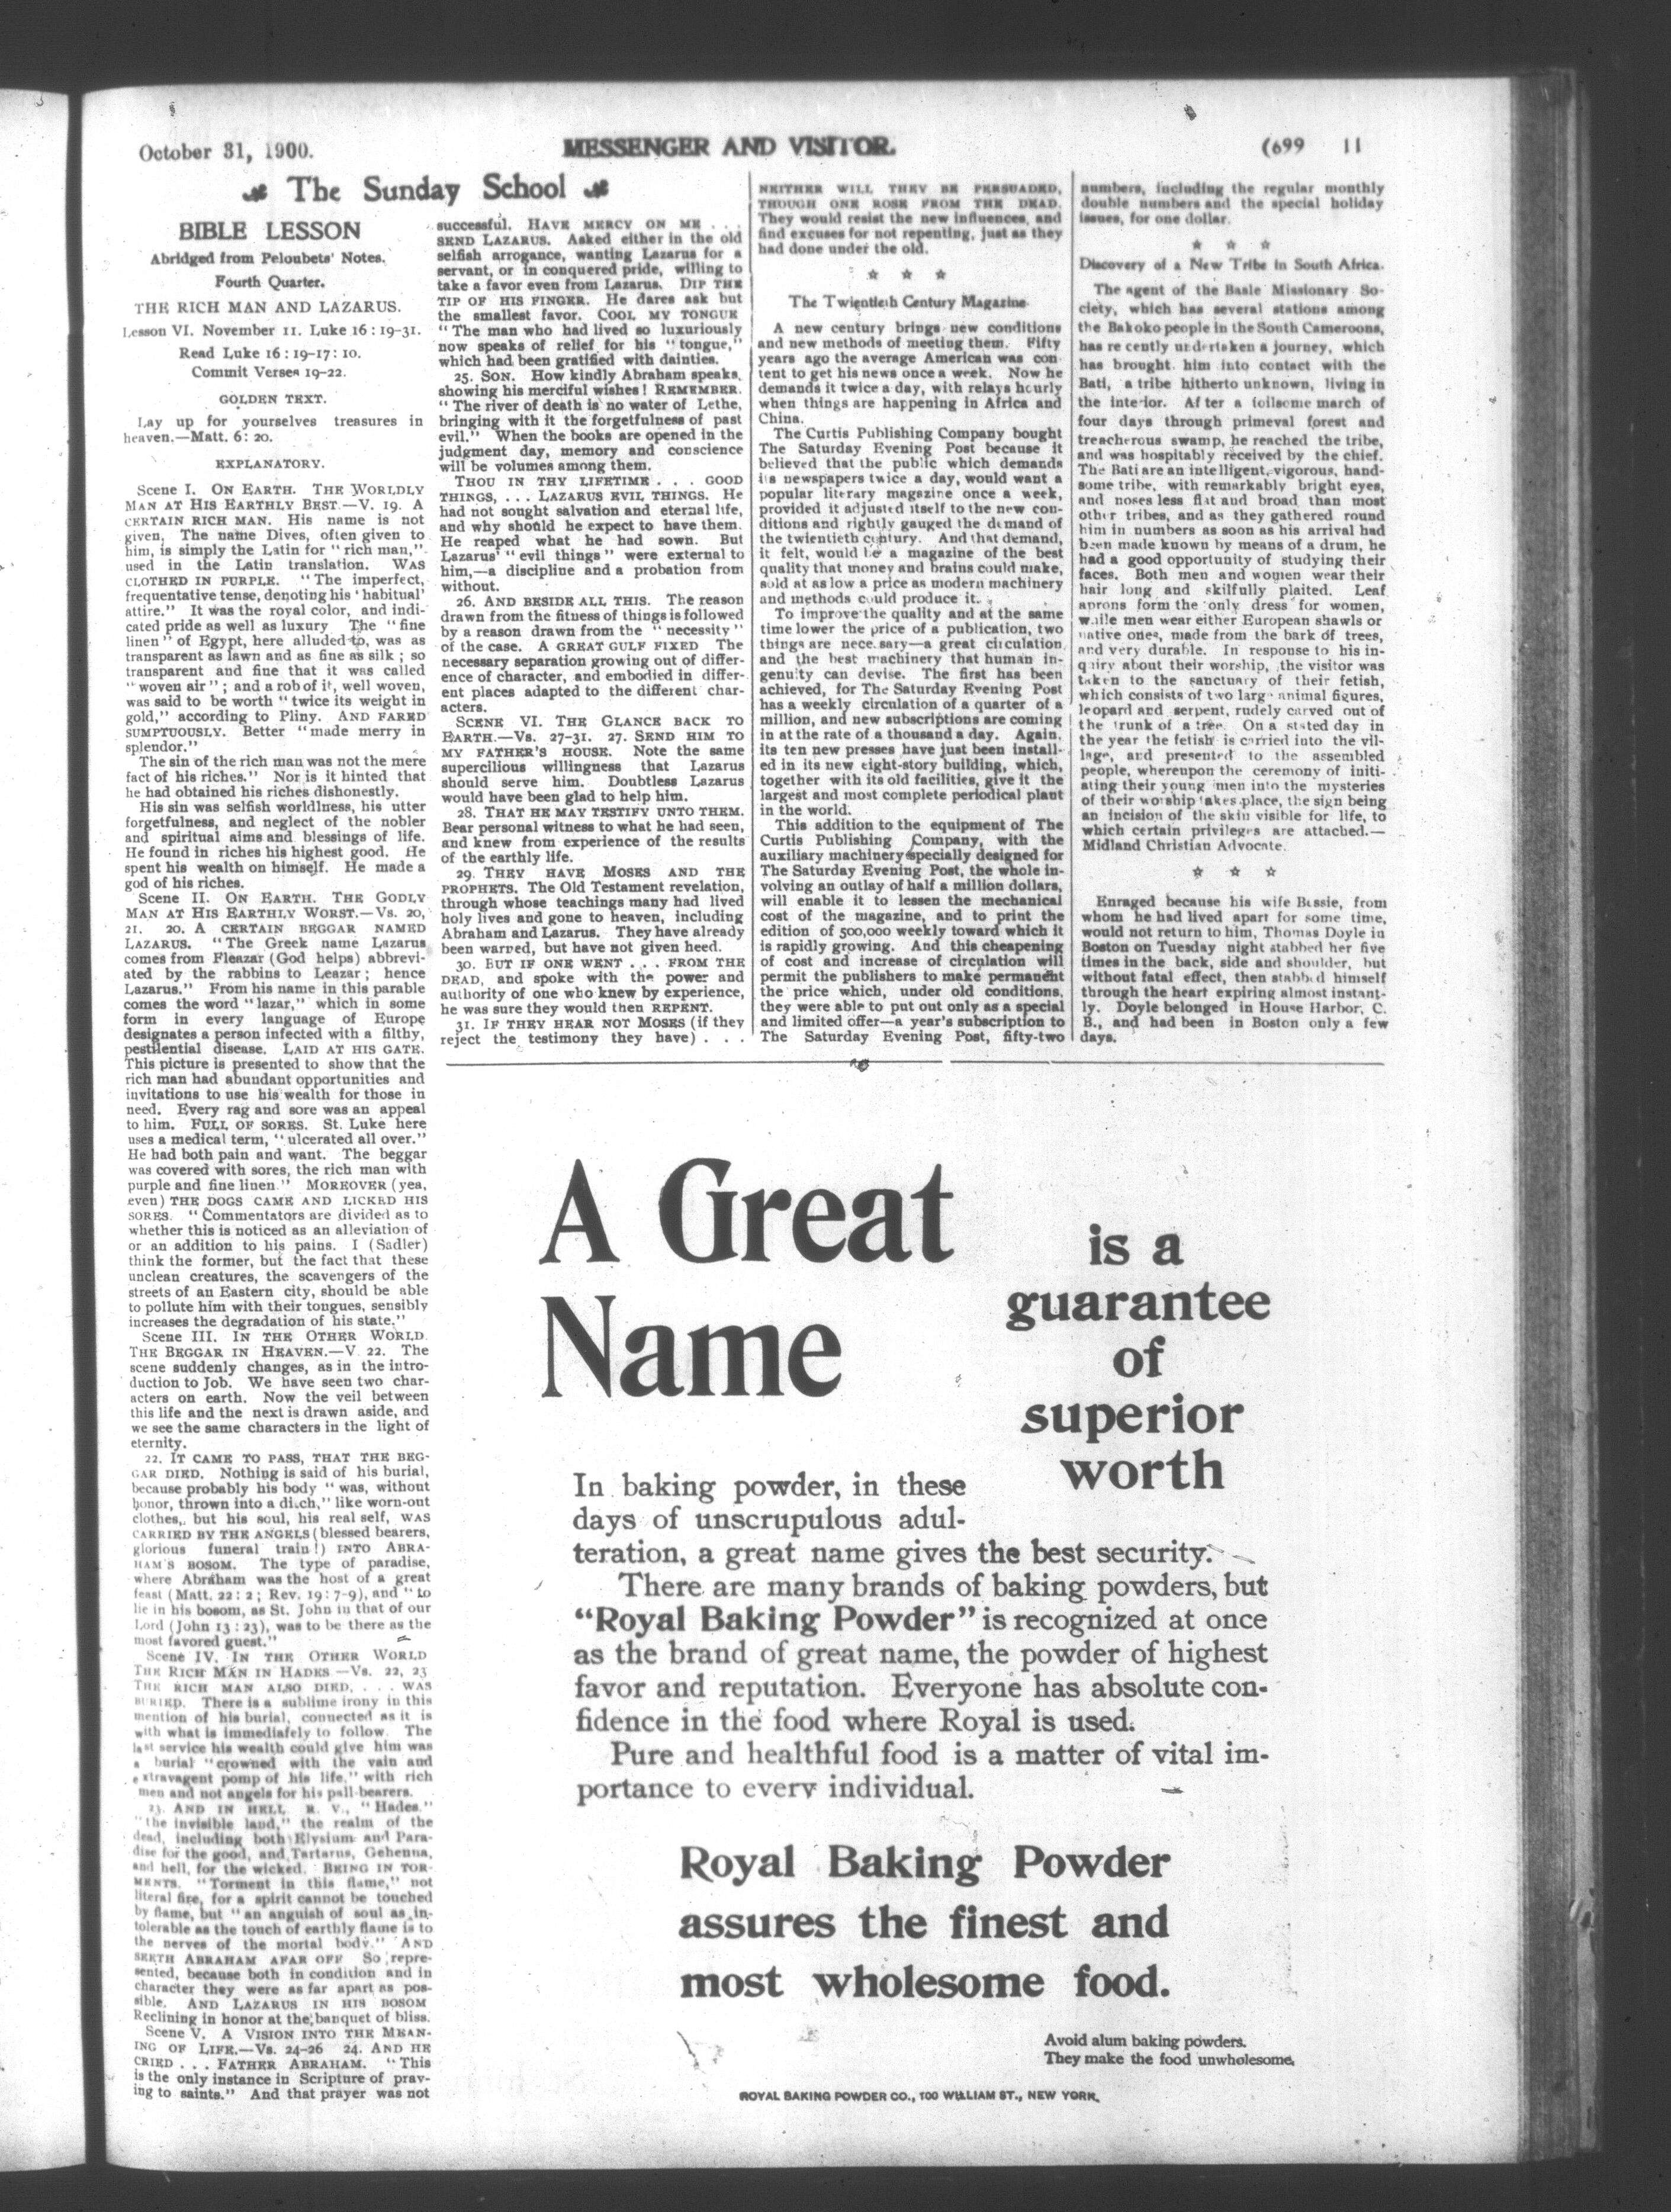 October 31, 1900.
MESSENGER AND VISITOR.
(699 11
The Sunday School
BIBLE LESSON
Abridged from Peloubets' Notes.
Fourth Quarter.
THE RICH MAN AND LAZARUS.
Lesson VI. November 11. Luke 16 : 19-31.
Read Luke 16 : 19-17 : 10.
Commit Verses 19-22.
GOLDEN TEXT.
Lay up for yourselves treasures in
heaven.—Matt. 6 : 20.
EXPLANATORY.
Scene I. ON EARTH. THE WORLDLY
MAN AT HIS EARTHLY BEST.—V. 19. A
CERTAIN RICH MAN. His name is not
given. The name Dives, often given to
him, is simply the Latin for "rich man,"
used in the Latin translation. WAS
CLOTHED IN PURPLE. "The imperfect,
frequentative tense, denoting his 'habitual'
attire." It was the royal color, and indi-
cated pride as well as luxury The "fine
linen" of Egypt, here alluded to, was as
transparent as lawn and as fine as silk ; so
transparent and fine that it was called
"woven air" ; and a rob of it, well woven,
was said to be worth "twice its weight in
gold," according to Pliny. AND FARED
SUMPTUOUSLY. Better "made merry in
splendor."
The sin of the rich man was not the mere
fact of his riches." Nor is it hinted that
he had obtained his riches dishonestly.
His sin was selfish worldlness, his utter
forgetfulness, and neglect of the nobler
and spiritual aims and blessings of life.
He found in riches his highest good. He
spent his wealth on himself. He made a
god of his riches.
Scene II. ON EARTH. THE GODLY
MAN AT HIS EARTHLY WORST.—Vs. 20,
21. 20. A CERTAIN BEGGAR NAMED
LAZARUS. "The Greek name Lazarus
comes from Eleazar (God helps) abbrevi-
ated by the rabbins to Leazar ; hence
Lazarus." From his name in this parable
comes the word "lazar," which in some
form in every language of Europe
designates a person infected with a filthy,
pestilential disease. LAID AT HIS GATE.
This picture is presented to show that the
rich man had abundant opportunities and
invitations to use his wealth for those in
need. Every rag and sore was an appeal
to him. FULL OF SORES. St. Luke here
uses a medical term, "ulcerated all over."
He had both pain and want. The beggar
was covered with sores, the rich man with
purple and fine linen." MOREOVER (yea,
even) THE DOGS CAME AND LICKED HIS
SORES. "Commentators are divided as to
whether this is noticed as an alleviation of
or an addition to his pains. I (Sadler)
think the former, but the fact that these
unclean creatures, the scavengers of the
streets of an Eastern city, should be able
to pollute him with their tongues, sensibly
increases the degradation of his state."
Scene III. IN THE OTHER WORLD
THE BEGGAR IN HEAVEN.—V. 22. The
scene suddenly changes, as in the intro-
duction to Job. We have seen two char-
acters on earth. Now the veil between
this life and the next is drawn aside, and
we see the same characters in the light of
eternity.
22. IT CAME TO PASS, THAT THE BEG-
GAR DIED. Nothing is said of his burial,
because probably his body "was, without
honor, thrown into a ditch," like worn-out
clothes, but his soul, his real self, WAS
CARRIED BY THE ANGELS (blessed bearers,
glorious funeral train !) INTO ABRA-
HAM'S BOSOM. The type of paradise,
where Abraham was the host of a great
feast (Matt. 22 : 2 ; Rev. 19 : 7-9), and "to
lie in his bosom, as St. John in that of our
Lord (John 13 : 23), was to be there as the
most favored guest."
Scene IV. IN THE OTHER WORLD
THE RICH MAN IN HADES —Vs. 22, 23
THE RICH MAN ALSO DIED, . . . WAS
BURIED. There is a sublime irony in this
mention of his burial, connected as it is
with what is immediately to follow. The
last service his wealth could give him was
a burial "crowned with the vain and
extravagent pomp of his life," with rich
men and not angels for his pall-bearers.
23. AND IN HELL R. V., "Hades."
"the invisible land," the realm of the
dead, including both Elysium and Para-
dise for the good, and Tartarus, Gehenna,
and hell, for the wicked. BEING IN TOR-
MENTS. "Torment in this flame," not
literal fire, for a spirit cannot be touched
by flame, but "an anguish of soul as in-
tolerable as the touch of earthly flame is to
the nerves of the mortal body." AND
SEETH ABRAHAM AFAR OFF So repre-
sented, because both in condition and in
character they were as far apart as pos-
sible. AND LAZARUS IN HIS BOSOM
Reclining in honor at the banquet of bliss.
Scene V. A VISION INTO THE MEAN-
ING OF LIFE.—Vs. 24-26 24. AND HE
CRIED . . . FATHER ABRAHAM. "This
is the only instance in Scripture of pray-
ing to saints." And that prayer was not
successful. HAVE MERCY ON ME . . .
SEND LAZARUS. Asked either in the old
selfish arrogance, wanting Lazarus for a
servant, or in conquered pride, willing to
take a favor even from Lazarus. DIP THE
TIP OF HIS FINGER. He dares ask but
the smallest favor. COOL MY TONGUE
"The man who had lived so luxuriously
now speaks of relief for his "tongue,"
which had been gratified with dainties.
25. SON. How kindly Abraham speaks,
showing his merciful wishes ! REMEMBER.
"The river of death is no water of Lethe,
bringing with it the forgetfulness of past
evil." When the books are opened in the
judgment day, memory and conscience
will be volumes among them.
THOU IN THY LIFETIME . . . GOOD
THINGS, . . . LAZARUS EVIL THINGS. He
had not sought salvation and eternal life,
and why should he expect to have them.
He reaped what he had sown. But
Lazarus' "evil things" were external to
him,—a discipline and a probation from
without.
26. AND BESIDE ALL THIS. The reason
drawn from the fitness of things is followed
by a reason drawn from the "necessity"
of the case. A GREAT GULF FIXED The
necessary separation growing out of differ-
ence of character, and embodied in differ-
ent places adapted to the different char-
acters.
SCENE VI. THE GLANCE BACK TO
EARTH.—Vs. 27-31. 27. SEND HIM TO
MY FATHER'S HOUSE. Note the same
supercilious willingness that Lazarus
should serve him. Doubtless Lazarus
would have been glad to help him.
28. THAT HE MAY TESTIFY UNTO THEM.
Bear personal witness to what he had seen,
and knew from experience of the results
of the earthly life.
29. THEY HAVE MOSES AND THE
PROPHETS. The Old Testament revelation,
through whose teachings many had lived
holy lives and gone to heaven, including
Abraham and Lazarus. They have already
been warned, but have not given heed.
30. BUT IF ONE WENT . . . FROM THE
DEAD, and spoke with the power and
authority of one who knew by experience,
he was sure they would then REPENT.
31. IF THEY HEAR NOT MOSES (if they
reject the testimony they have) . . .
NEITHER WILL THEY BE PERSUADED,
THOUGH ONE ROSE FROM THE DEAD.
They would resist the new influences, and
find excuses for not repenting, just as they
had done under the old.
The Twientieth Century Magazine
A new century brings new conditions
and new methods of meeting them. Fifty
years ago the average American was con
tent to get his news once a week. Now he
demands it twice a day, with relays hourly
when things are happening in Africa and
China.
The Curtis Publishing Company bought
The Saturday Evening Post because it
believed that the public which demands
its newspapers twice a day, would want a
popular literary magazine once a week,
provided it adjusted itself to the new con-
ditions and rightly gauged the demand of
the twientieth century. And that demand,
it felt, would be a magazine of the best
quality that money and brains could make,
sold at as low a price as modern machinery
and methods could produce it.
To improve the quality and at the same
time lower the price of a publication, two
things are nece sary—a great circulation,
and the best machinery that human in-
genuity can devise. The first has been
achieved, for The Saturday Evening Post
has a weekly circulation of a quarter of a
million, and new subscriptions are coming
in at the rate of a thousand a day. Again,
its ten new presses have just been install-
ed in its new eight-story building, which,
together with its old facilities, give it the
largest and most complete periodical plant
in the world.
This addition to the equipment of The
Curtis Publishing Company, with the
auxiliary machinery specially designed for
The Saturday Evening Post, the whole in-
volving an outlay of half a million dollars,
will enable it to lessen the mechanical
cost of the magazine, and to print the
edition of 500,000 weekly toward which it
is rapidly growing. And this cheapening
of cost and increase of circulation will
permit the publishers to make permanent
the price which, under old conditions,
they were able to put out only as a special
and limited offer—a year's subscription to
The Saturday Evening Post, fifty-two
numbers, including the regular monthly
double numbers and the special holiday
issues, for one dollar.
Discovery of a New Tribe in South Africa.
The agent of the Basle Missionary So-
ciety, which has several stations among
the Bakoko people in the South Cameroons,
has re cently undertaken a journey, which
has brought him into contact with the
Bati, a tribe hitherto unknown, living in
the interior. After a toilsome march of
four days through primeval forest and
treacherous swamp, he reached the tribe,
and was hospitably received by the chief.
The Bati are an intelligent, vigorous, hand-
some tribe, with remarkably bright eyes,
and noses less flat and broad than most
other tribes, and as they gathered round
him in numbers as soon as his arrival had
been made known by means of a drum, he
had a good opportunity of studying their
faces. Both men and women wear their
hair long and skilfully plaited. Leaf
aprons form the only dress for women,
while men wear either European shawls or
native ones, made from the bark of trees,
and very durable. In response to his in-
quiry about their worship, the visitor was
taken to the sanctuary of their fetish,
which consists of two large animal figures,
leopard and serpent, rudely carved out of
the trunk of a tree. On a stated day in
the year the fetish is carried into the vil-
lage, and presented to the assembled
people, whereupon the ceremony of initi-
ating their young men into the mysteries
of their worship takes place, the sign being
an incision of the skin visible for life, to
which certain privileges are attached.—
Midland Christian Advocate.
Enraged because his wife Bessie, from
whom he had lived apart for some time,
would not return to him, Thomas Doyle in
Boston on Tuesday night stabbed her five
times in the back, side and shoulder, but
without fatal effect, then stabbed himself
through the heart expiring almost instant-
ly. Doyle belonged in House Harbor, C.
B., and had been in Boston only a few
days.
A Great
Name
is a
guarantee
of
superior
worth
In baking powder, in these
days of unscrupulous adul-
teration, a great name gives the best security.
There are many brands of baking powders, but
"Royal Baking Powder" is recognized at once
as the brand of great name, the powder of highest
favor and reputation. Everyone has absolute con-
fidence in the food where Royal is used.
Pure and healthful food is a matter of vital im-
portance to every individual.
Royal Baking Powder
assures the finest and
most wholesome food.
Avoid alum baking powders.
They make the food unwholesome.
ROYAL BAKING POWDER CO., 100 WILLIAM ST., NEW YORK.